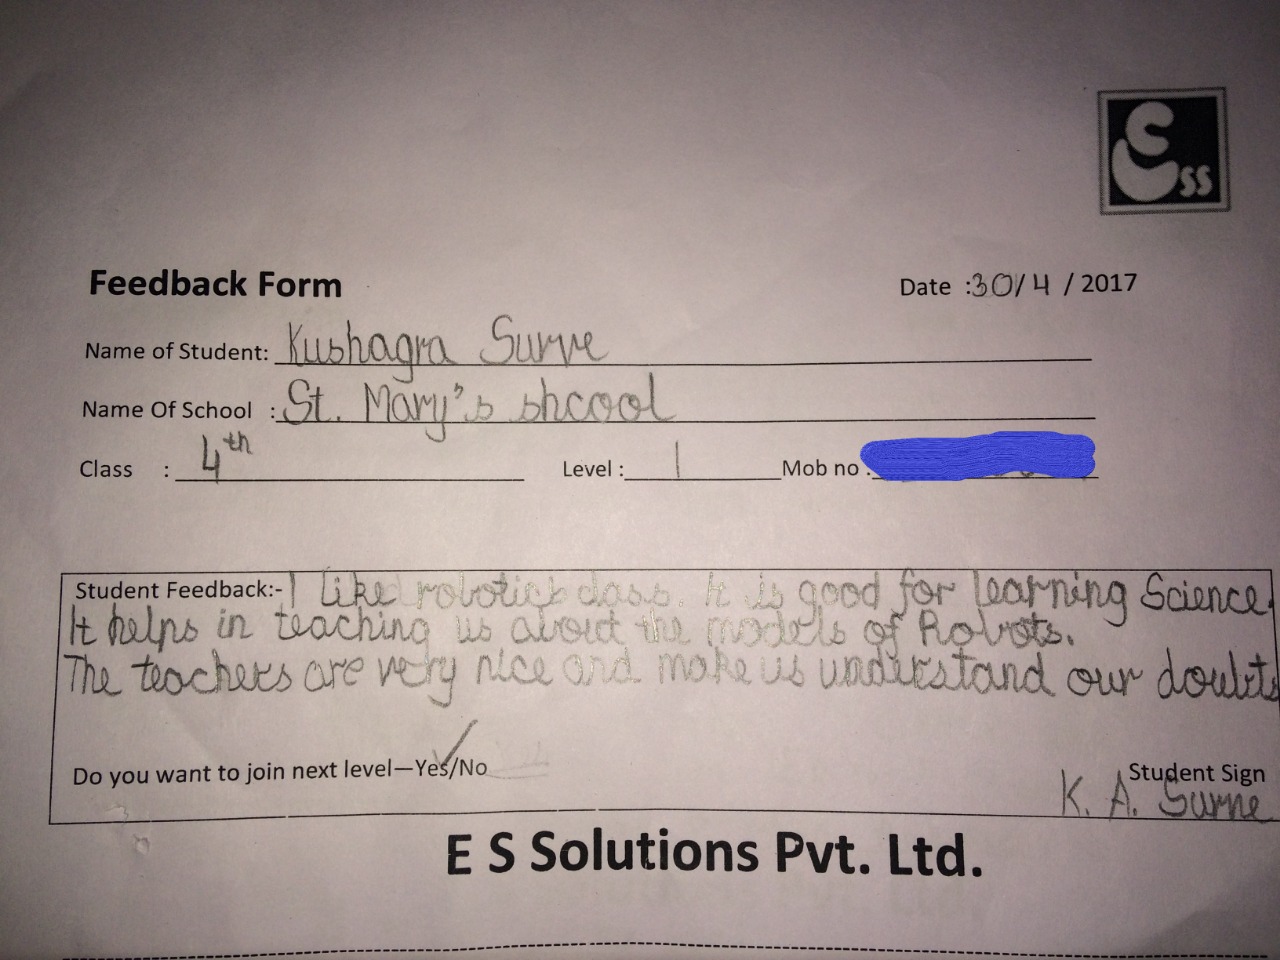 Ess
Feedback Form
Date :30/4 / 2017
Name of Student: Kushagra Surve
Name Of School : St. Mary's shcool
Class : 4th Level : 1 Mob no :
Student Feedback:- I like robotics class. It is good for learning Science.
It helps in teaching us about the models of Robots.
The teachers are very nice and make us understand our doubts
Do you want to join next level—Yes/No
Student Sign
K. A. Surve
E S Solutions Pvt. Ltd.